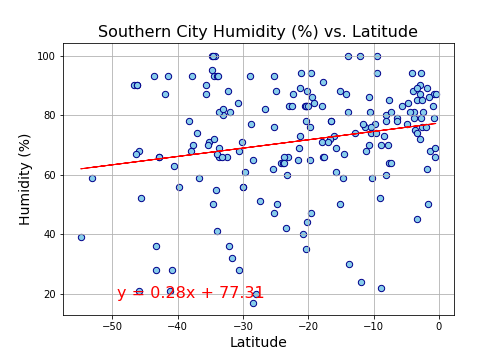 Southern City Humidity (%) vs. Latitude
Humidity (%)
100
80
60
40
20
y = 0.28x + 77.31
−50
−40
−30
−20
−10
0
Latitude